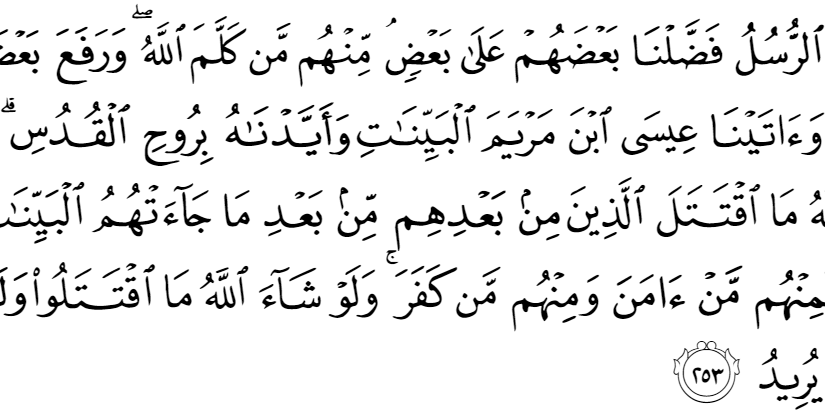 ٱلرُّسُلُ فَضَّلْنَا بَعْضَهُمْ عَلَىٰ بَعْضٍۘ مِّنْهُم مَّن كَلَّمَ ٱللَّهُۖ وَرَفَعَ بَعْضَ
وَءَاتَيْنَا عِيسَى ٱبْنَ مَرْيَمَ ٱلْبَيِّنَٰتِ وَأَيَّدْنَٰهُ بِرُوحِ ٱلْقُدُسِۗ
هُ مَا ٱقْتَتَلَ ٱلَّذِينَ مِنۢ بَعْدِهِم مِّنۢ بَعْدِ مَا جَآءَتْهُمُ ٱلْبَيِّنَٰ
مِنْهُم مَّنْ ءَامَنَ وَمِنْهُم مَّن كَفَرَۚ وَلَوْ شَآءَ ٱللَّهُ مَا ٱقْتَتَلُوا۟ وَلَ
يُرِيدُ ٢٥٣